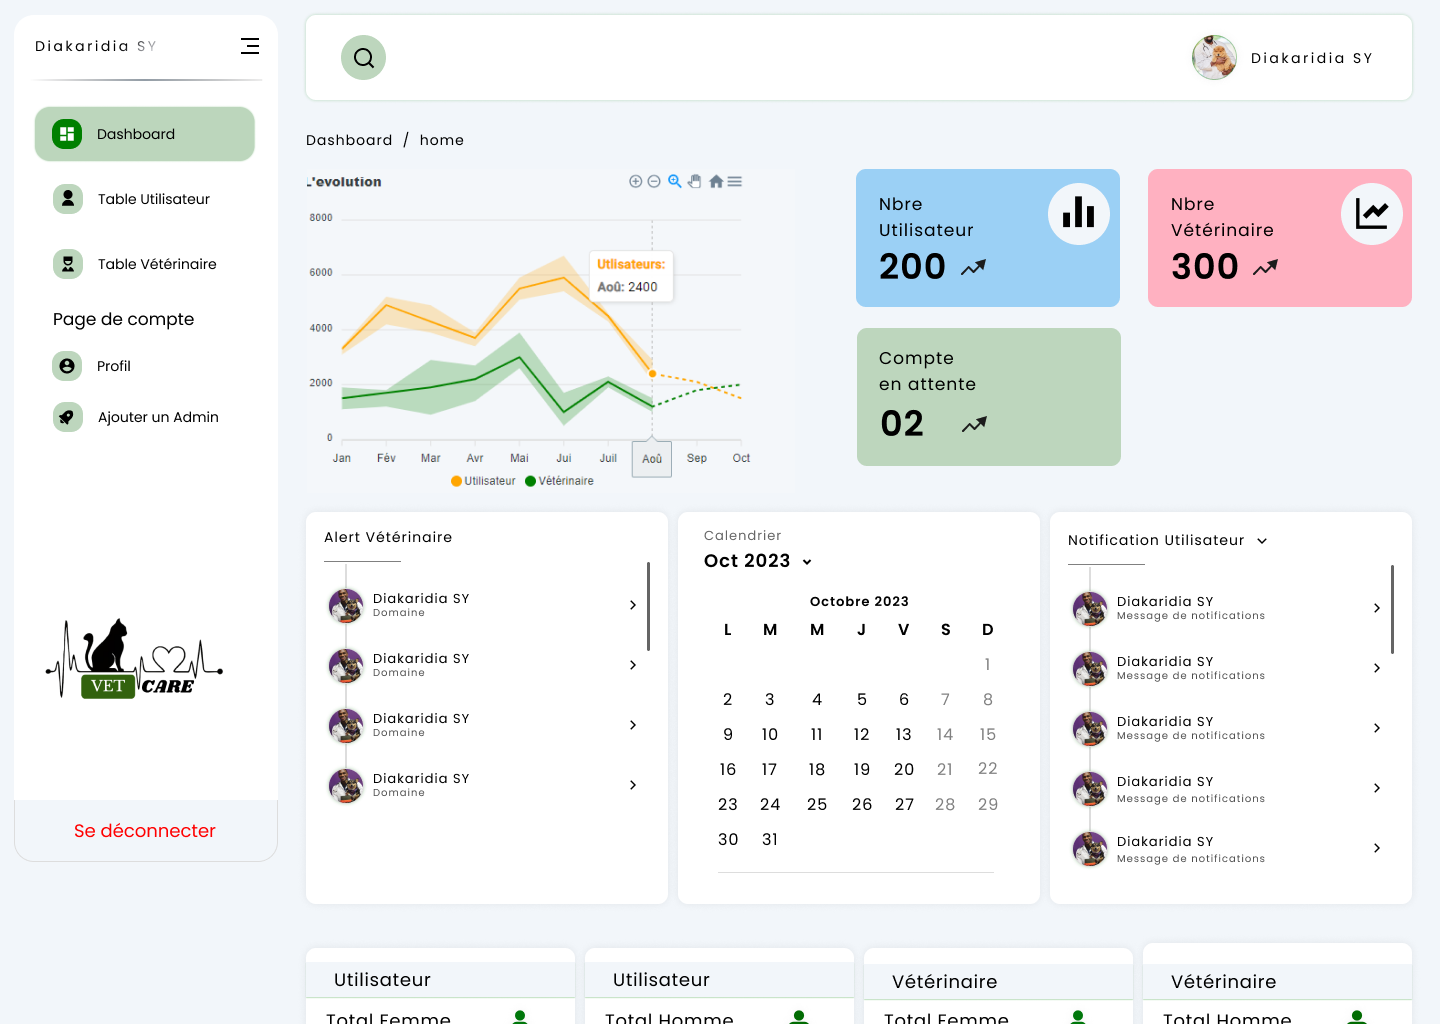 Diakaridia SY
Dashboard
Table Utilisateur
Table Vétérinaire
Page de compte
Profil
Ajouter un Admin
VET CARE
Se déconnecter
Diakaridia SY
Dashboard / home
L'evolution
8000
6000
4000
2000
0
Utlisateurs:
Aoû: 2400
Jan Fév Mar Avr Mai Jui Juil Aoû Sep Oct
Utilisateur Vétérinaire
Nbre
Utilisateur
200
Nbre
Vétérinaire
300
Compte
en attente
02
Alert Vétérinaire
Diakaridia SY
Domaine
Diakaridia SY
Domaine
Diakaridia SY
Domaine
Diakaridia SY
Domaine
Calendrier
Oct 2023
Octobre 2023
L M M J V S D
1
2 3 4 5 6 7 8
9 10 11 12 13 14 15
16 17 18 19 20 21 22
23 24 25 26 27 28 29
30 31
Notification Utilisateur
Diakaridia SY
Message de notifications
Diakaridia SY
Message de notifications
Diakaridia SY
Message de notifications
Diakaridia SY
Message de notifications
Diakaridia SY
Message de notifications
Utilisateur
Total Femme
Utilisateur
Total Homme
Vétérinaire
Total Femme
Vétérinaire
Total Homme